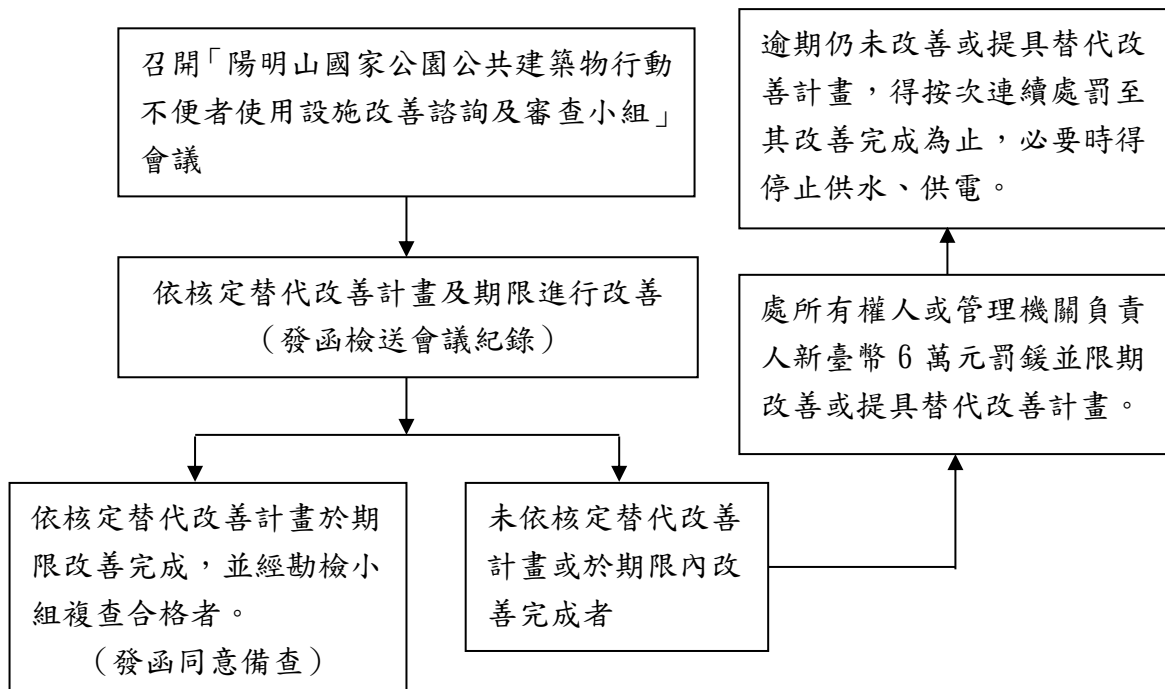 召開「陽明山國家公園公共建築物行動
不便者使用設施改善諮詢及審查小組」
會議
依核定替代改善計畫及期限進行改善
（發函檢送會議紀錄）
依核定替代改善計畫於期
限改善完成，並經勘檢小
組複查合格者。
（發函同意備查）
未依核定替代改善
計畫或於期限內改
善完成者
處所有權人或管理機關負責
人新臺幣 6 萬元罰鍰並限期
改善或提具替代改善計畫。
逾期仍未改善或提具替代改
善計畫，得按次連續處罰至
其改善完成為止，必要時得
停止供水、供電。